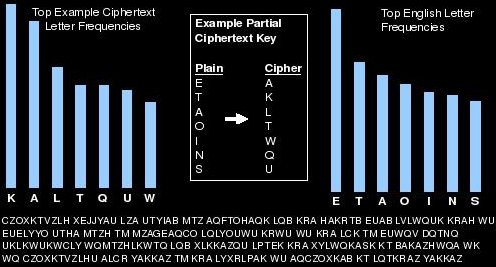 Top Example Ciphertext
Letter Frequencies
K A L T Q U W
Example Partial
Ciphertext Key
Plain Cipher
E A
T K
A L
O T
I W
N Q
S U
Top English Letter
Frequencies
E T A O I N S
CZOXKTVZLH XEJJYAU LZA UTYIAB MTZ AQFTOHAQK LQB KRA HAKRTB EUAB LVLWQUK KRAH WU
EUELYYO UTHA MTZH TM MZAGEAQCO LQLYOUWU KRWU WU KRA LCK TM EEUWQV DQTNQ
UKLKWUKWCLY WQMTZHLKWTQ LQB XLKKAZQU LPTEK KRA XYLWQKASK KT BAKAZHWQA WK
WQ CZOXKTVZLHU ALCR YAKKAZ TM KRA LYXRLPAK WU AQCZOXKAB KT LQTKRAZ YAKKAZ